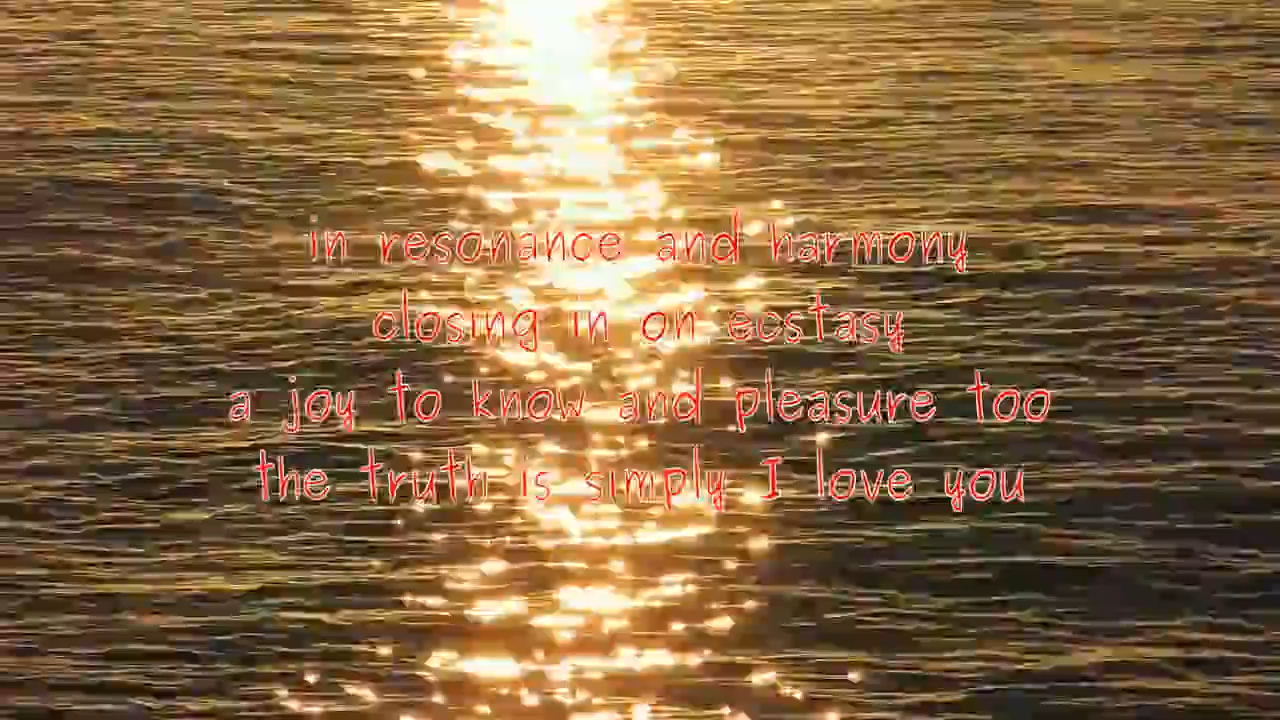 in resonance and harmony
closing in on ecstasy
a joy to know and pleasure too
the truth is simply I love you